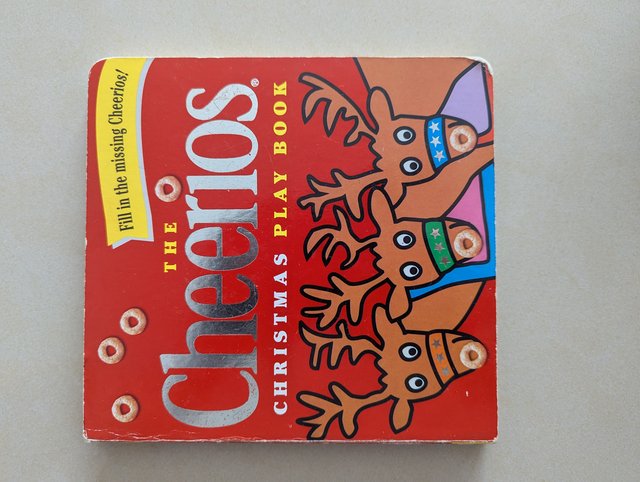 Fill in the missing Cheerios!
THE
Cheerios®
CHRISTMAS PLAY BOOK